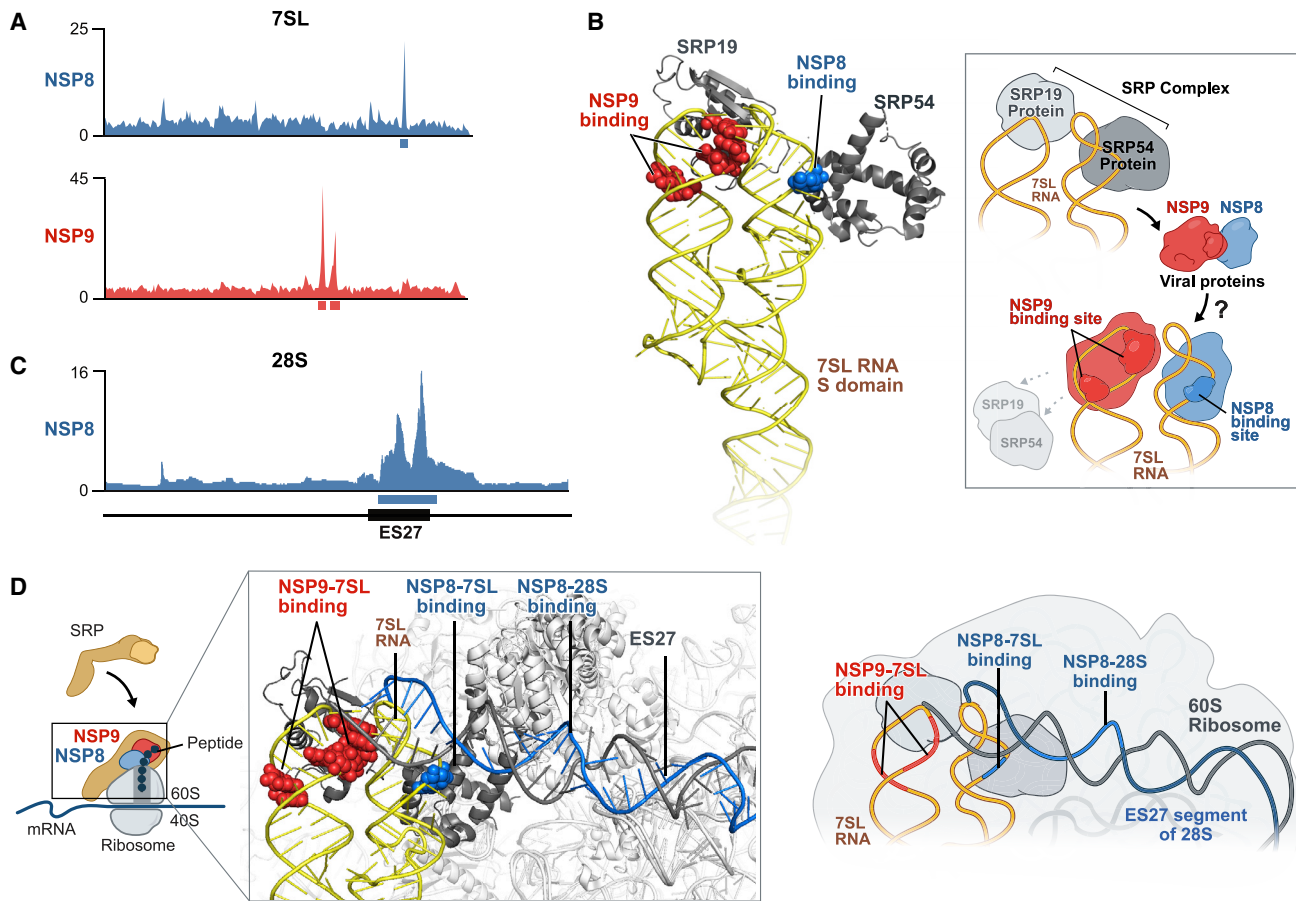 A
7SL
25
NSP8
0
45
NSP9
0
B
SRP19
NSP8
binding
NSP9
binding
SRP54
7SL RNA
S domain
SRP19
Protein
SRP Complex
SRP54
Protein
7SL
RNA
NSP9
NSP8
Viral proteins
?
NSP9
binding site
SRP19
SRP54
NSP8
binding
site
7SL
RNA
C
28S
16
NSP8
8
0
ES27
D
SRP
NSP9
NSP8
Peptide
60S
40S
mRNA
Ribosome
NSP9-7SL
binding
7SL
RNA
NSP8-7SL
binding
NSP8-28S
binding
ES27
NSP9-7SL
binding
NSP8-7SL
binding
NSP8-28S
binding
60S
Ribosome
7SL
RNA
ES27 segment
of 28S